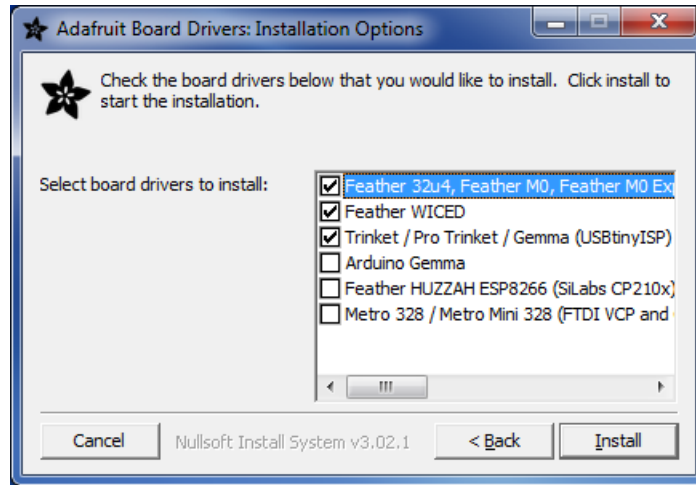 Adafruit Board Drivers: Installation Options
Check the board drivers below that you would like to install. Click install to
start the installation.
Select board drivers to install:
Feather 32u4, Feather M0, Feather M0
Feather WICED
Trinket / Pro Trinket / Gemma (USBtinyISP)
Arduino Gemma
Feather HUZZAH ESP8266 (SiLabs CP210x)
Metro 328 / Metro Mini 328 (FTDI VCP and
Cancel
Nullsoft Install System v3.02.1
< Back
Install